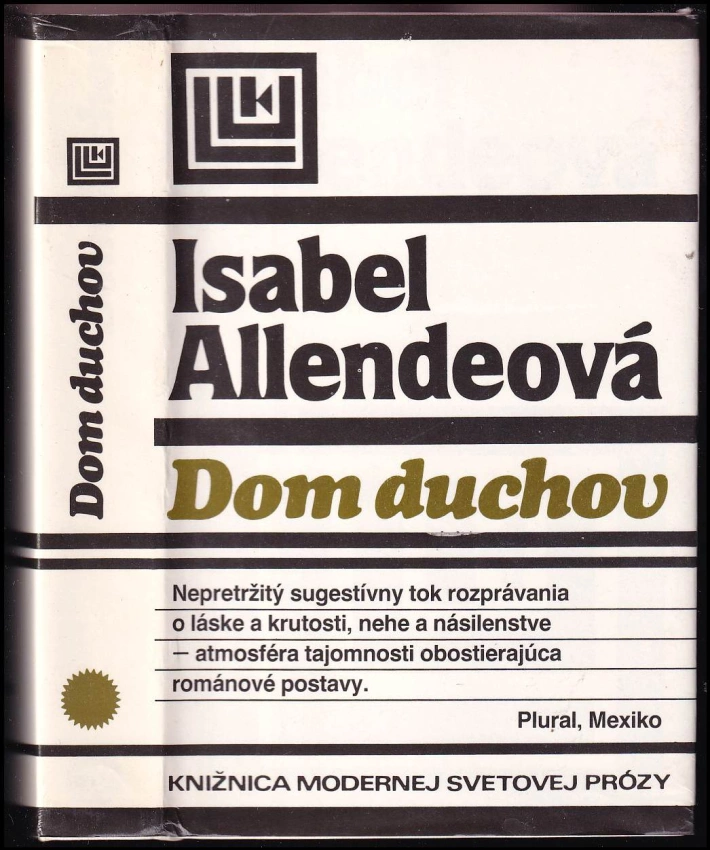 Dom duchov
Isabel
Allendeová
Dom duchov
Nepretržitý sugestívny tok rozprávania
o láske a krutosti, nehe a násilenstve
— atmosféra tajomnosti obostierajúca
románové postavy.
Plural, Mexiko
KNIŽNICA MODERNEJ SVETOVEJ PRÓZY